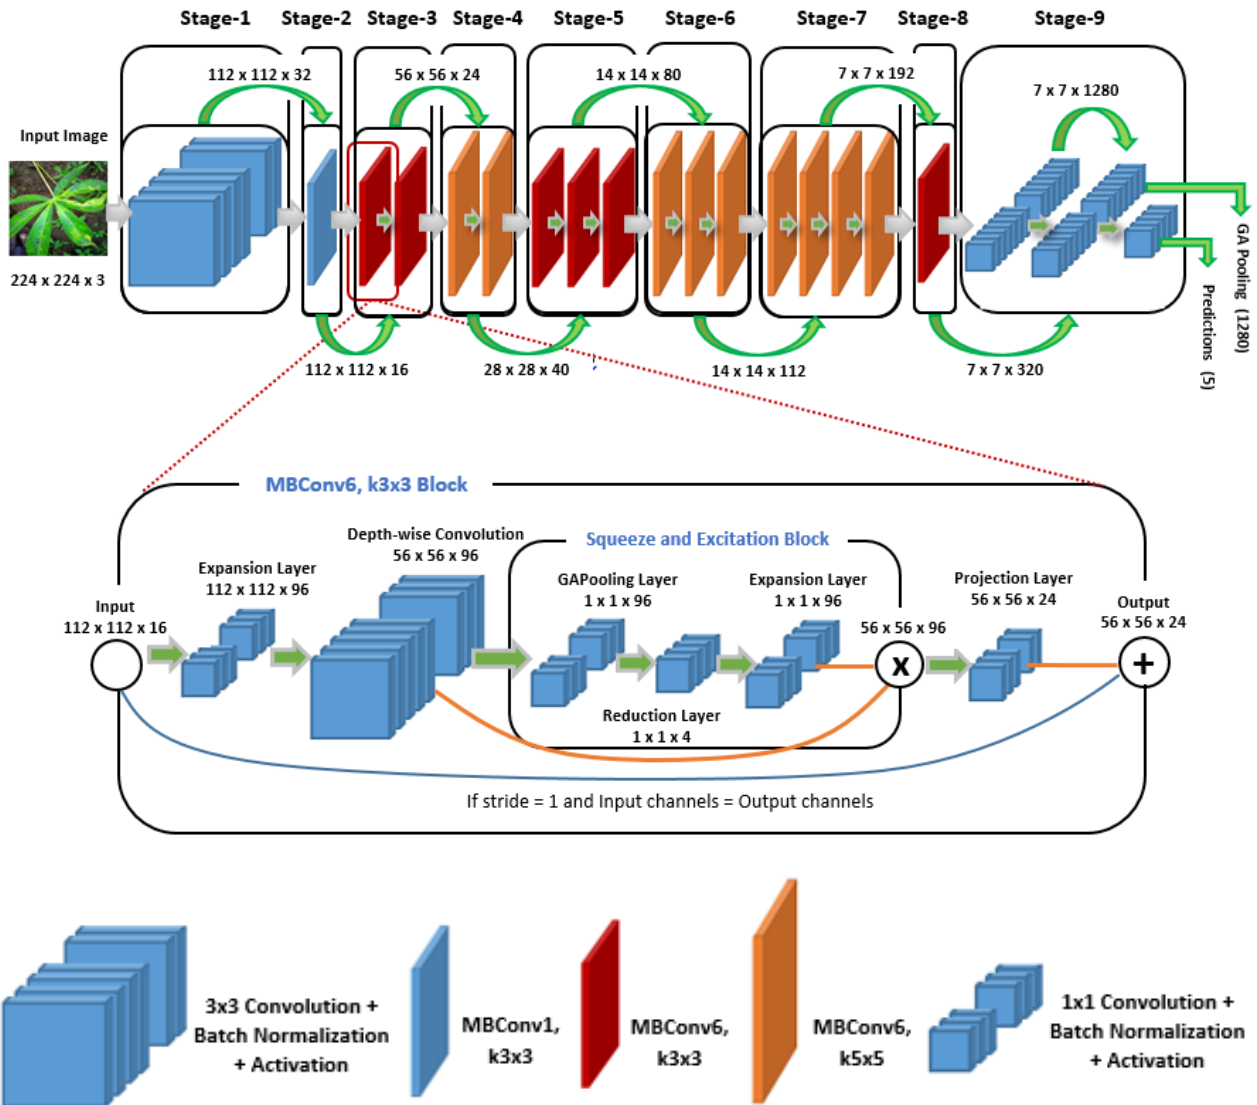 Stage-1 Stage-2 Stage-3 Stage-4 Stage-5 Stage-6 Stage-7 Stage-8 Stage-9
112 x 112 x 32
56 x 56 x 24
14 x 14 x 80
7 x 7 x 192
7 x 7 x 1280
Input Image
224 x 224 x 3
GA Pooling (1280)
Predictions (5)
112 x 112 x 16
28 x 28 x 40
14 x 14 x 112
7 x 7 x 320
MBConv6, k3x3 Block
Depth-wise Convolution
56 x 56 x 96
Squeeze and Excitation Block
Expansion Layer
112 x 112 x 96
GAPooling Layer
1 x 1 x 96
Expansion Layer
1 x 1 x 96
Projection Layer
56 x 56 x 24
Input
112 x 112 x 16
56 x 56 x 96
Output
56 x 56 x 24
X
+
Reduction Layer
1 x 1 x 4
If stride = 1 and Input channels = Output channels
3x3 Convolution +
Batch Normalization
+ Activation
MBConv1,
k3x3
MBConv6,
k3x3
MBConv6,
k5x5
1x1 Convolution +
Batch Normalization
+ Activation